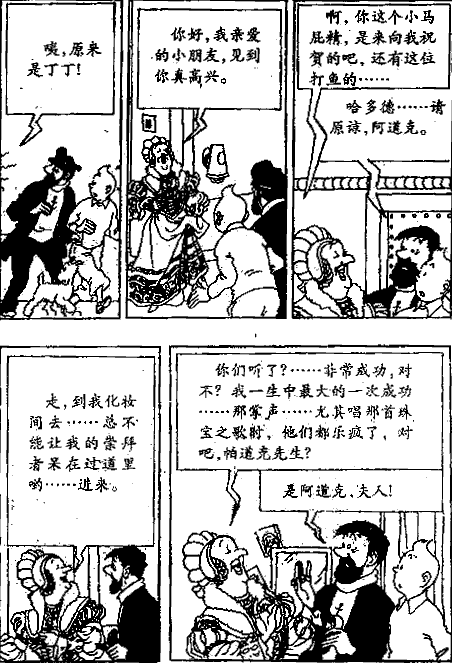 咦，原来
是丁丁！
你好，我亲爱
的小朋友，见到
你真高兴。
啊，你这个小马
屁精，是来向我祝
贺的吧，还有这位
打鱼的……
哈多德……请
原谅，阿道克。
走，到我化妆
间去……总不
能让我的崇拜
者呆在过道里
哟……进来。
你们听了？……非常成功，对
不？我一生中最大的一次成功
……那掌声……尤其唱那首珠
宝之歌时，他们都乐疯了，对
吧，帕道克先生？
是阿道克，夫人！